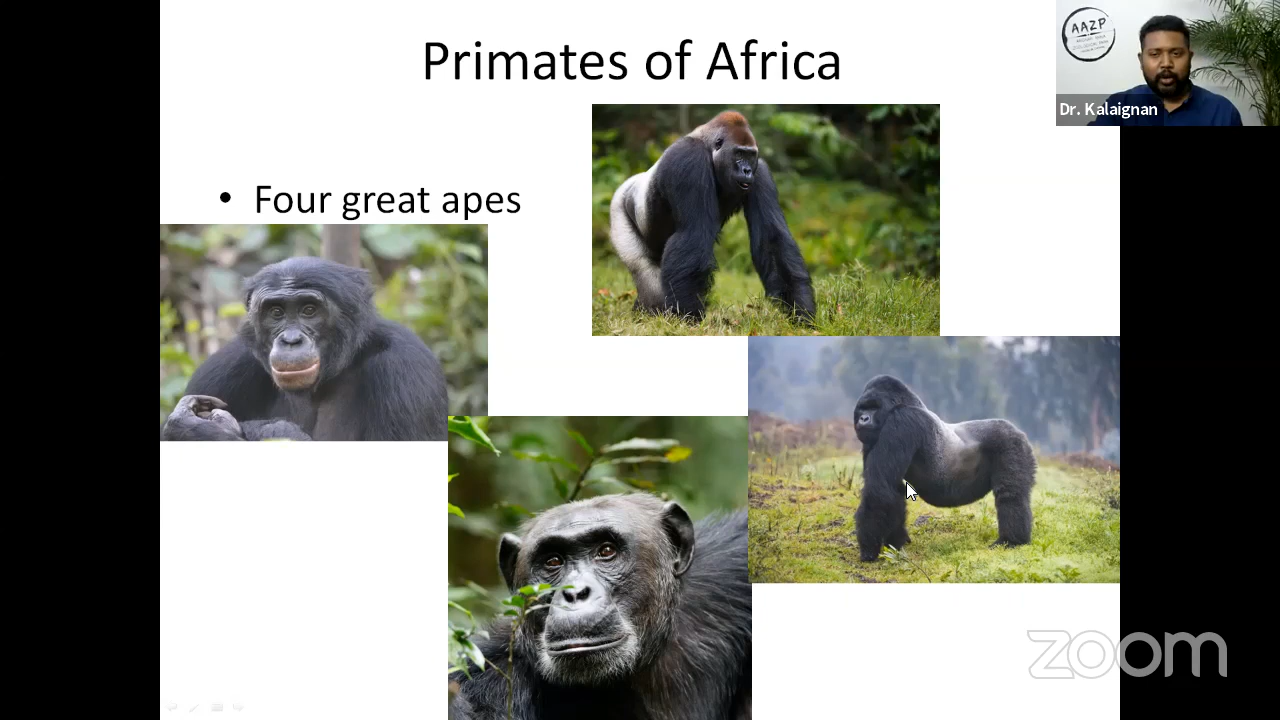 Primates of Africa
• Four great apes
AAZP
Dr. Kalaignan
zoom